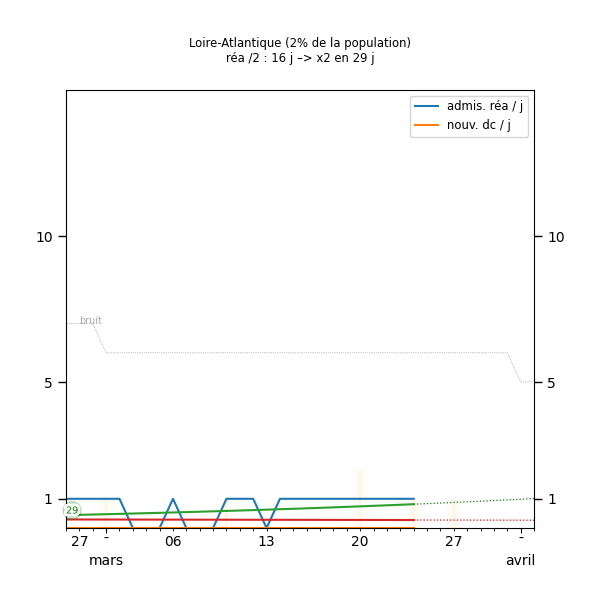 Loire-Atlantique (2% de la population)
réa /2 : 16 j –> x2 en 29 j
admis. réa / j
nouv. dc / j
10
10
bruit
5
5
1
1
29
27 - 06 13 20 27 -
mars avril